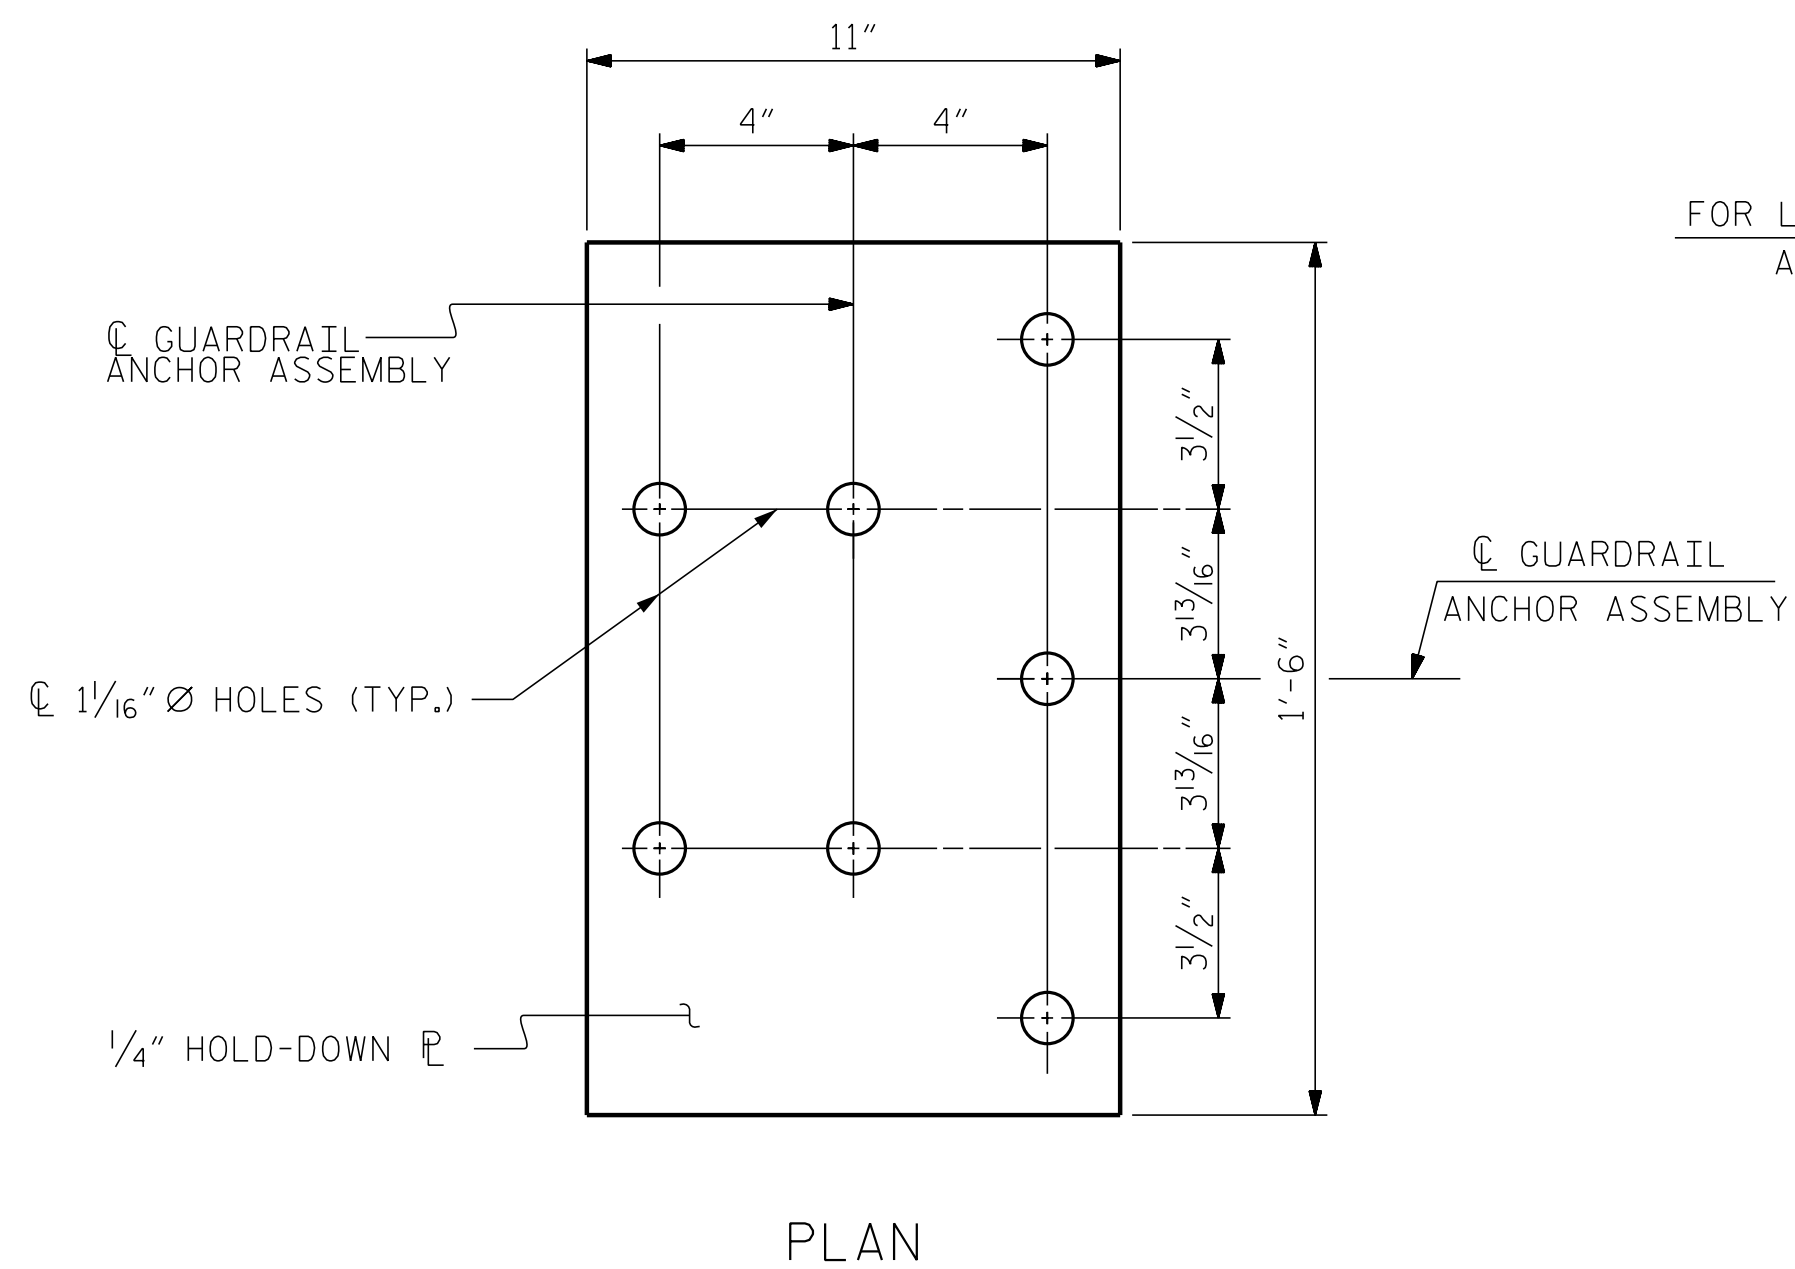 11"
4" 4"
FOR L
A
℄ GUARDRAIL
ANCHOR ASSEMBLY
3 1/2"
3 13/16"
℄ GUARDRAIL
ANCHOR ASSEMBLY
1'-6"
℄ 1 1/16" Ø HOLES (TYP.)
3 13/16"
3 1/2"
1/4" HOLD-DOWN ⅊
PLAN